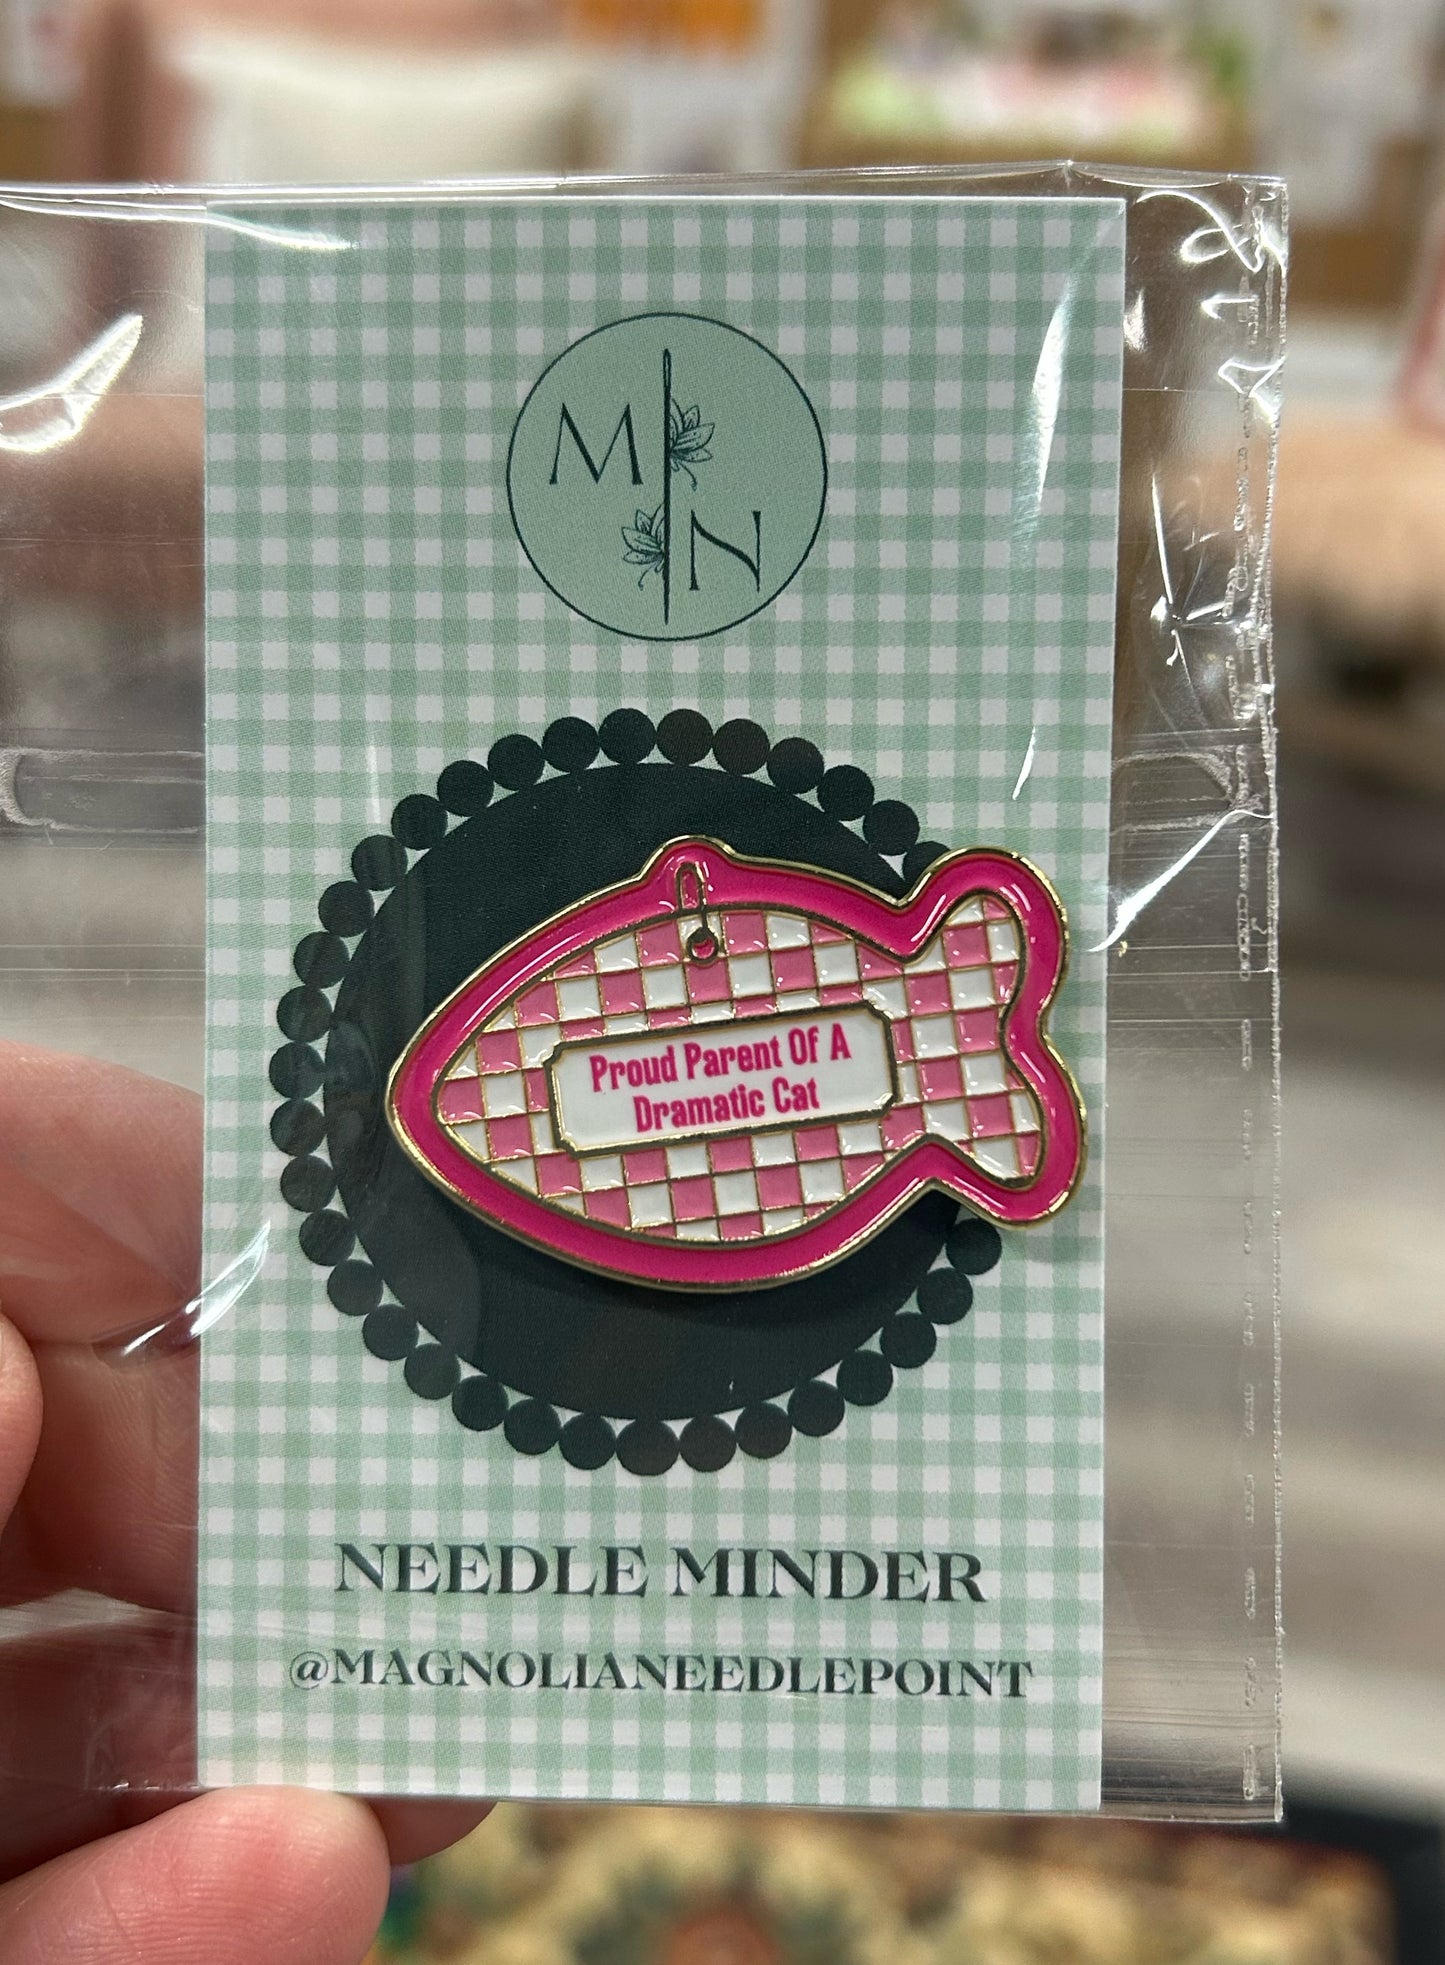 M
N
Proud Parent Of A
Dramatic Cat
NEEDLE MINDER
@MAGNOLIANEEDLEPOINT